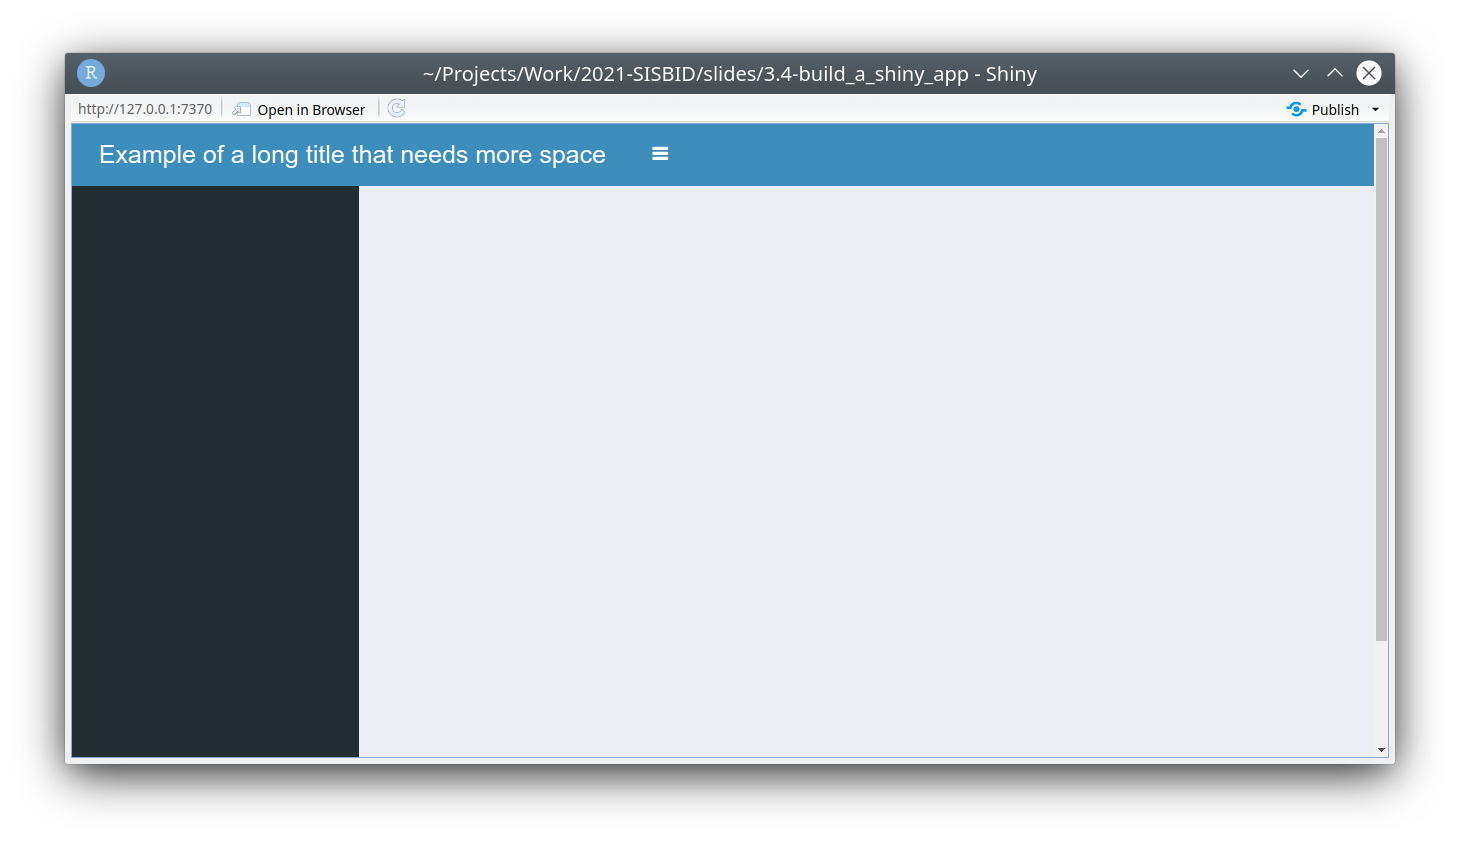 R
~/Projects/Work/2021-SISBID/slides/3.4-build_a_shiny_app - Shiny
http://127.0.0.1:7370 Open in Browser Publish
Example of a long title that needs more space